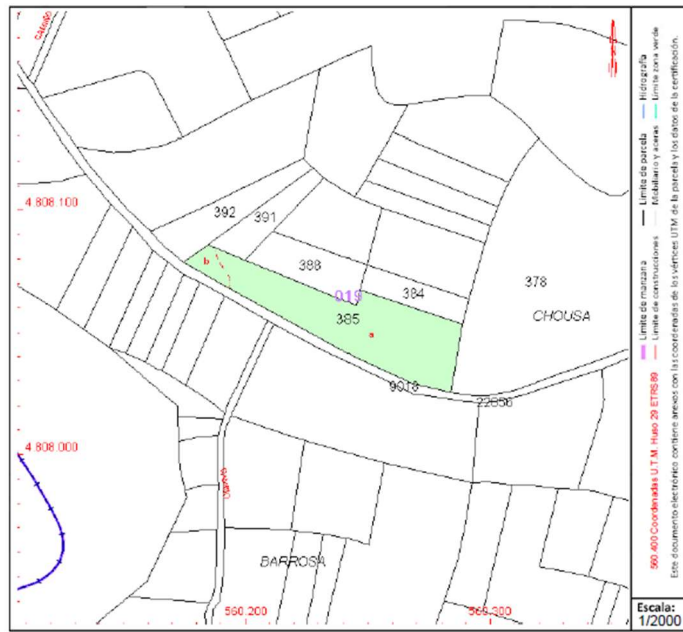 CAMIÑO
4.808.100
392
391
388
384
378
b
019
385
a
CHOUSA
9018
22856
4.808.000
CAMIÑO
BARROSA
560.200
560.300
Límite de manzana
Límite de parcela
Hidrografía
Límite de construcciones
Mobiliario y aceras
Límite zona verde
560.400 Coordenadas U.T.M. Huso 29 ETRS89
Este documento electrónico contiene anexos con las coordenadas de los vértices UTM de la parcela y los datos de la certificación.
Escala:
1/2000